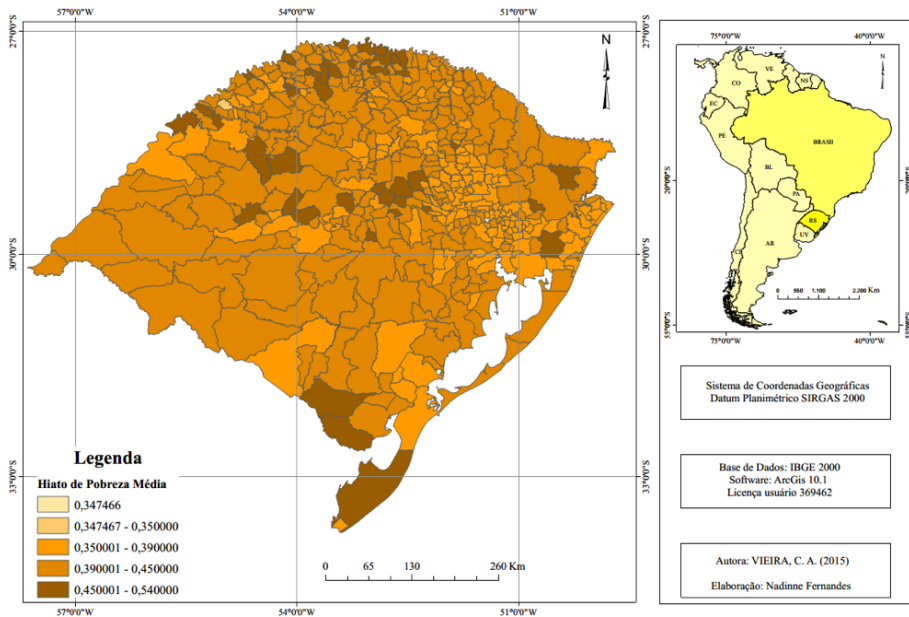 57°0'0"W
54°0'0"W
51°0'0"W
27°0'0"S
27°0'0"S
N
30°0'0"S
30°0'0"S
33°0'0"S
33°0'0"S
Legenda
Hiato de Pobreza Média
0,347466
0,347467 - 0,350000
0,350001 - 0,390000
0,390001 - 0,450000
0,450001 - 0,540000
0 65 130 260 Km
57°0'0"W
54°0'0"W
51°0'0"W
75°0'0"W
40°0'0"W
N
VE
NS
CO
EC
PE
BRASIL
BL
PA
RS
UY
AR
0 550 1.100 2.200 Km
75°0'0"W
40°0'0"W
Sistema de Coordenadas Geográficas
Datum Planimétrico SIRGAS 2000
Base de Dados: IBGE 2000
Software: ArcGis 10.1
Licença usuário 369462
Autora: VIEIRA, C. A. (2015)
Elaboração: Nadinne Fernandes